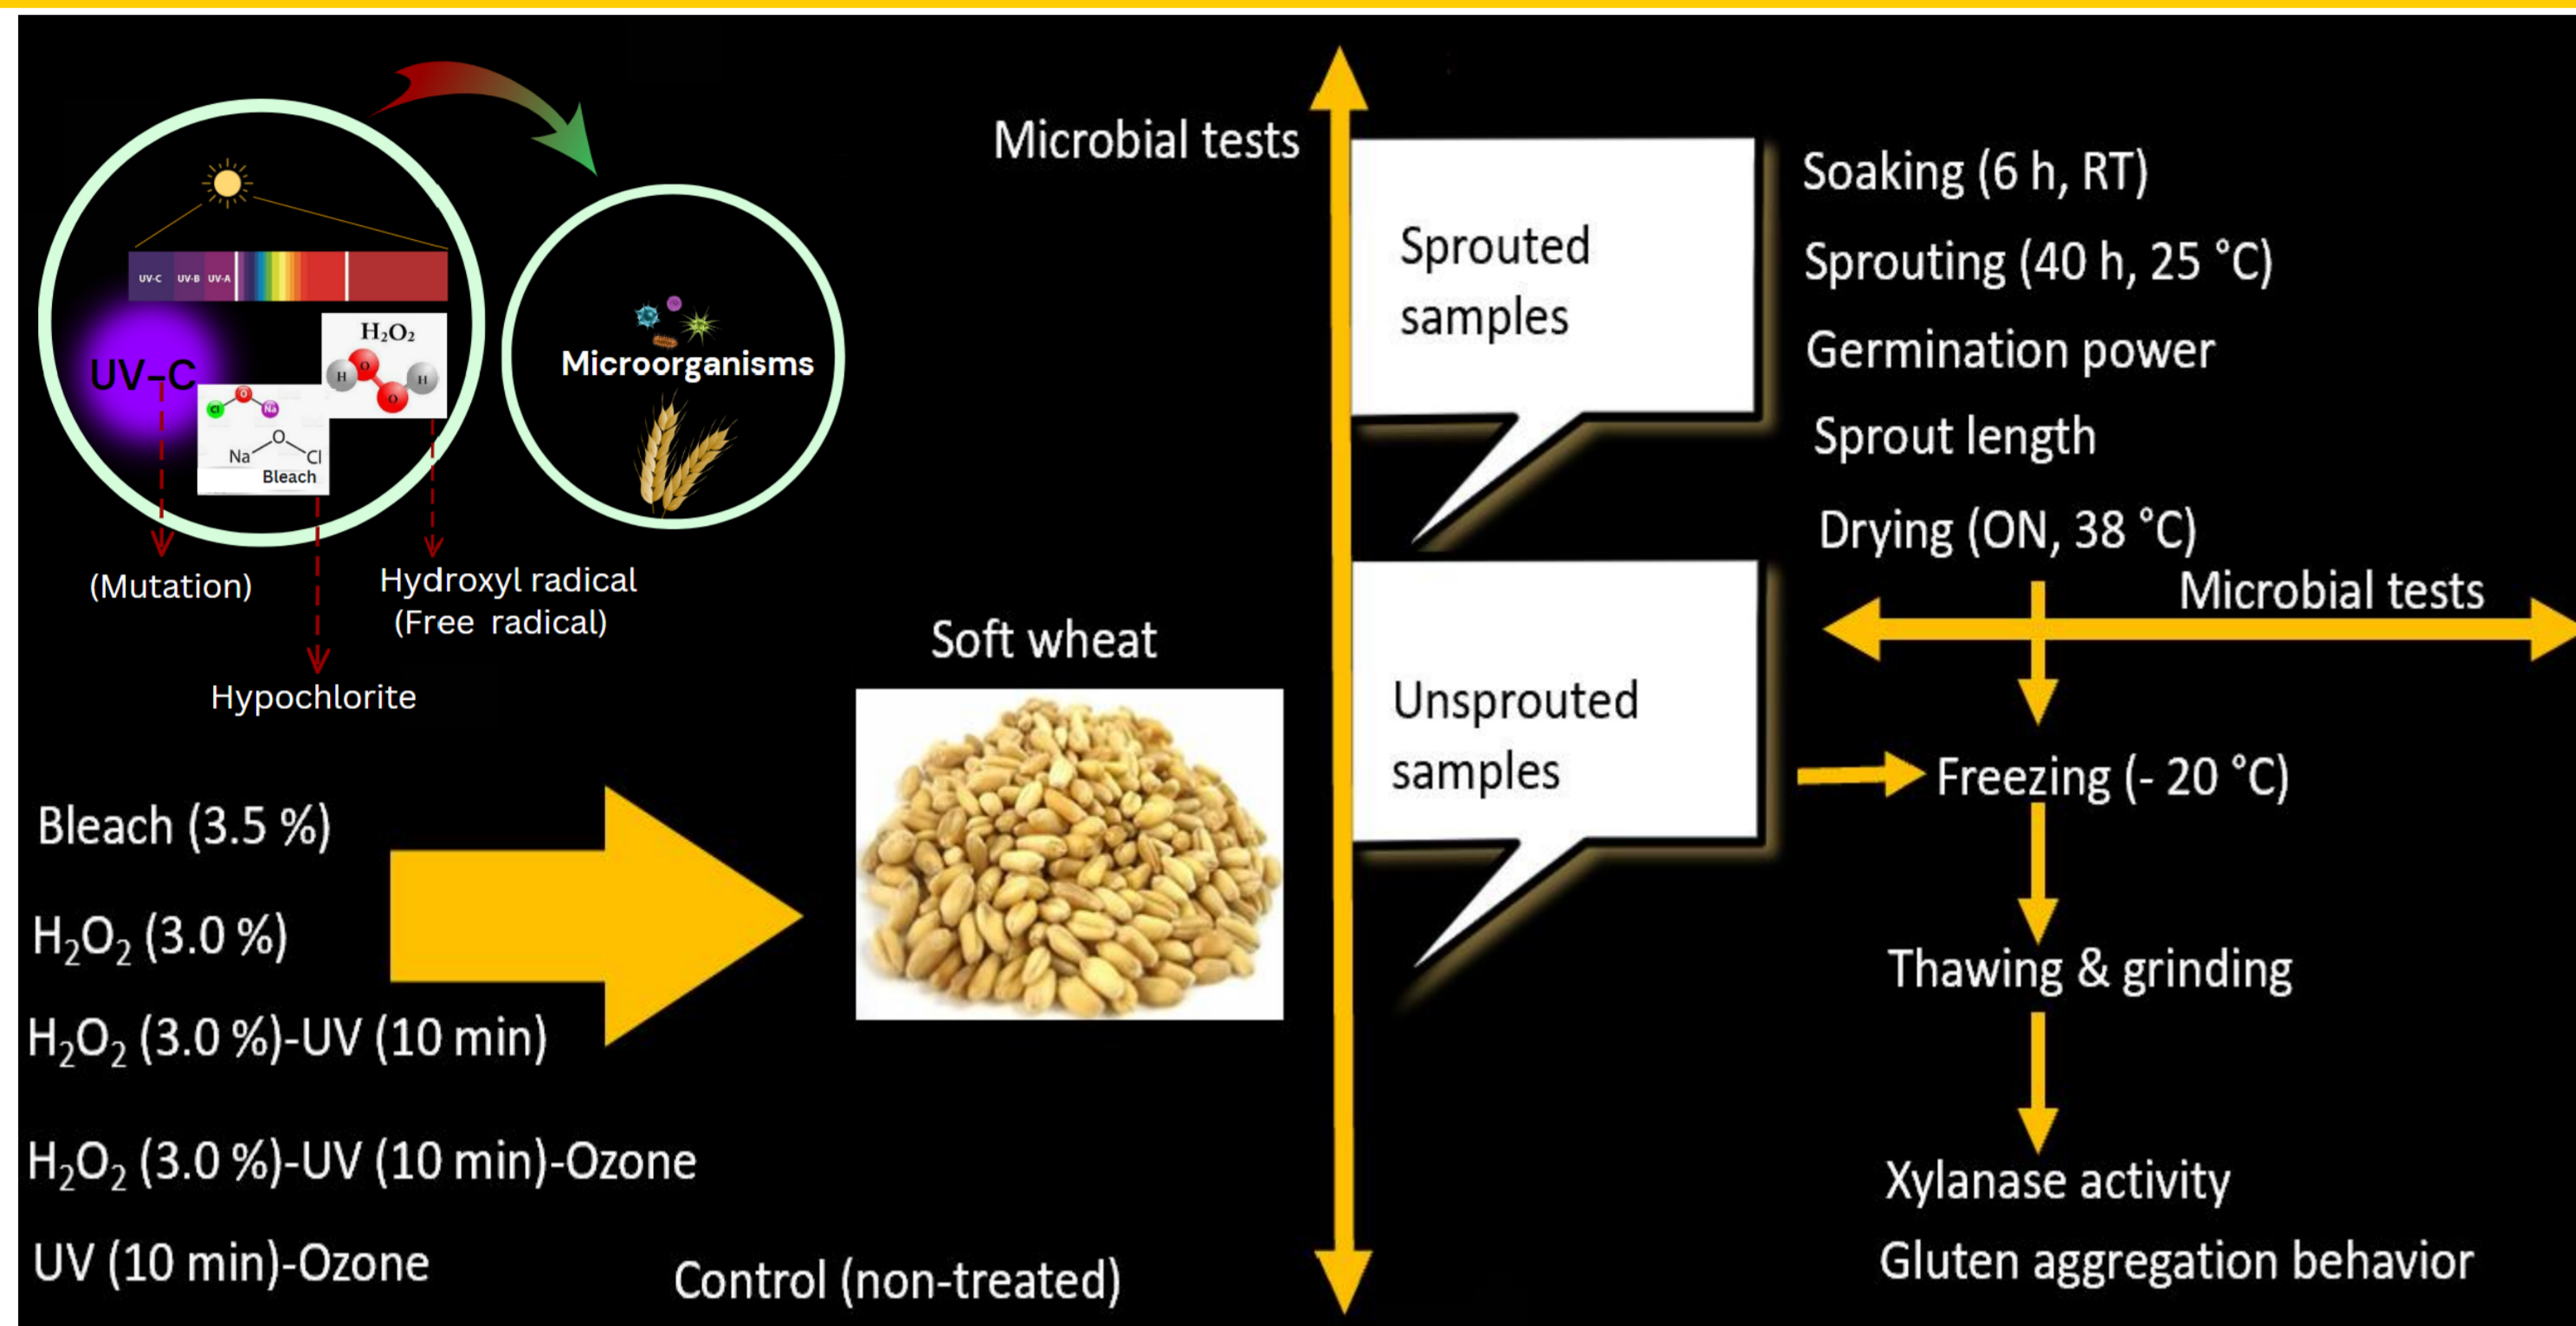 UV-C UV-B UV-A
UV-C
H₂O₂
H O O H
Cl O Na
Na O Cl
Bleach
(Mutation)
Hypochlorite
Hydroxyl radical
(Free radical)
Microorganisms
Bleach (3.5 %)
H₂O₂ (3.0 %)
H₂O₂ (3.0 %)-UV (10 min)
H₂O₂ (3.0 %)-UV (10 min)-Ozone
UV (10 min)-Ozone
Soft wheat
Control (non-treated)
Microbial tests
Sprouted
samples
Unsprouted
samples
Soaking (6 h, RT)
Sprouting (40 h, 25 °C)
Germination power
Sprout length
Drying (ON, 38 °C)
Microbial tests
Freezing (- 20 °C)
Thawing & grinding
Xylanase activity
Gluten aggregation behavior